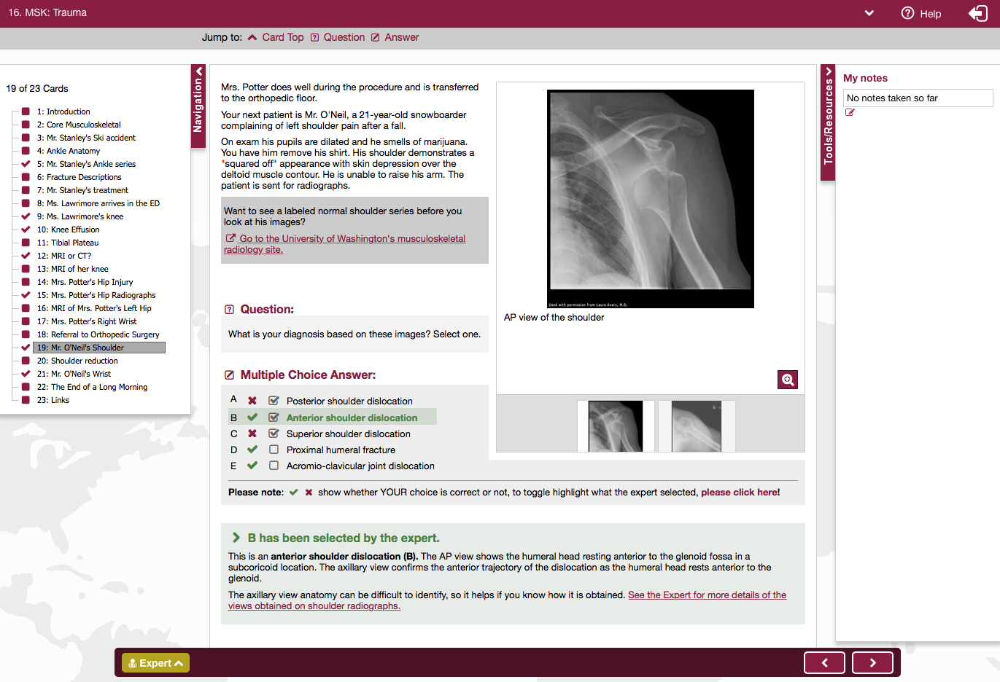 16. MSK: Trauma
Help
Jump to: Card Top Question Answer
19 of 23 Cards
1: Introduction
2: Core Musculoskeletal
3: Mr. Stanley's Ski accident
4: Ankle Anatomy
5: Mr. Stanley's Ankle series
6: Fracture Descriptions
7: Mr. Stanley's treatment
8: Ms. Lawrimore arrives in the ED
9: Ms. Lawrimore's knee
10: Knee Effusion
11: Tibial Plateau
12: MRI or CT?
13: MRI of her knee
14: Mrs. Potter's Hip Injury
15: Mrs. Potter's Hip Radiographs
16: MRI of Mrs. Potter's Left Hip
17: Mrs. Potter's Right Wrist
18: Referral to Orthopedic Surgery
19: Mr. O'Neil's Shoulder
20: Shoulder reduction
21: Mr. O'Neil's Wrist
22: The End of a Long Morning
23: Links
Navigation
Mrs. Potter does well during the procedure and is transferred
to the orthopedic floor.
Your next patient is Mr. O'Neil, a 21-year-old snowboarder
complaining of left shoulder pain after a fall.
On exam his pupils are dilated and he smells of marijuana.
You have him remove his shirt. His shoulder demonstrates a
"squared off" appearance with skin depression over the
deltoid muscle contour. He is unable to raise his arm. The
patient is sent for radiographs.
Want to see a labeled normal shoulder series before you
look at his images?
Go to the University of Washington's musculoskeletal
radiology site.
Used with permission from Laura Avery, M.D.
AP view of the shoulder
Question:
What is your diagnosis based on these images? Select one.
Multiple Choice Answer:
A Posterior shoulder dislocation
B Anterior shoulder dislocation
C Superior shoulder dislocation
D Proximal humeral fracture
E Acromio-clavicular joint dislocation
Please note: show whether YOUR choice is correct or not, to toggle highlight what the expert selected, please click here!
B has been selected by the expert.
This is an anterior shoulder dislocation (B). The AP view shows the humeral head resting anterior to the glenoid fossa in a
subcoricoid location. The axillary view confirms the anterior trajectory of the dislocation as the humeral head rests anterior to the
glenoid.
The axillary view anatomy can be difficult to identify, so it helps if you know how it is obtained. See the Expert for more details of the
views obtained on shoulder radiographs.
Tools/Resources
My notes
No notes taken so far
Expert